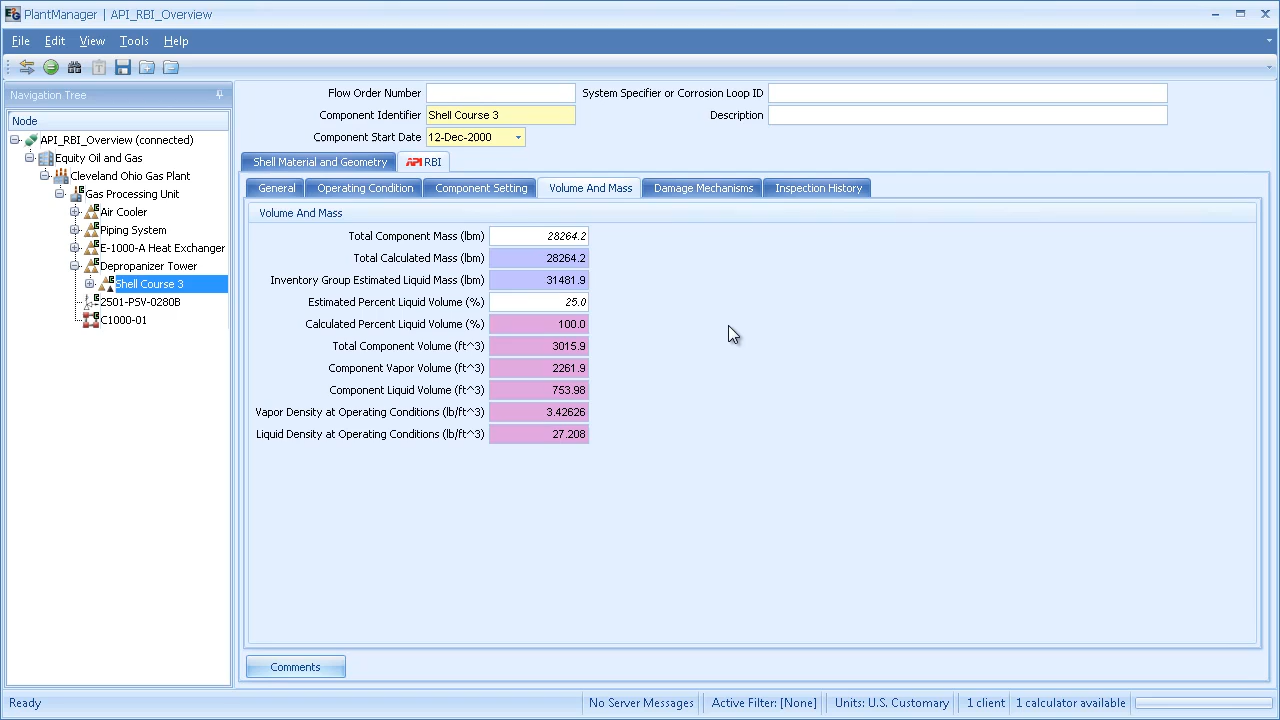 PlantManager | API_RBI_Overview
File Edit View Tools Help
Navigation Tree
Node
API_RBI_Overview (connected)
Equity Oil and Gas
Cleveland Ohio Gas Plant
Gas Processing Unit
Air Cooler
Piping System
E-1000-A Heat Exchanger
Depropanizer Tower
Shell Course 3
2501-PSV-0280B
C1000-01
Flow Order Number
System Specifier or Corrosion Loop ID
Component Identifier Shell Course 3
Description
Component Start Date 12-Dec-2000
Shell Material and Geometry API RBI
General Operating Condition Component Setting Volume And Mass Damage Mechanisms Inspection History
Volume And Mass
Total Component Mass (lbm) 28264.2
Total Calculated Mass (lbm) 28264.2
Inventory Group Estimated Liquid Mass (lbm) 31481.9
Estimated Percent Liquid Volume (%) 25.0
Calculated Percent Liquid Volume (%) 100.0
Total Component Volume (ft^3) 3015.9
Component Vapor Volume (ft^3) 2261.9
Component Liquid Volume (ft^3) 753.98
Vapor Density at Operating Conditions (lb/ft^3) 3.42626
Liquid Density at Operating Conditions (lb/ft^3) 27.208
Comments
Ready No Server Messages Active Filter: [None] Units: U.S. Customary 1 client 1 calculator available